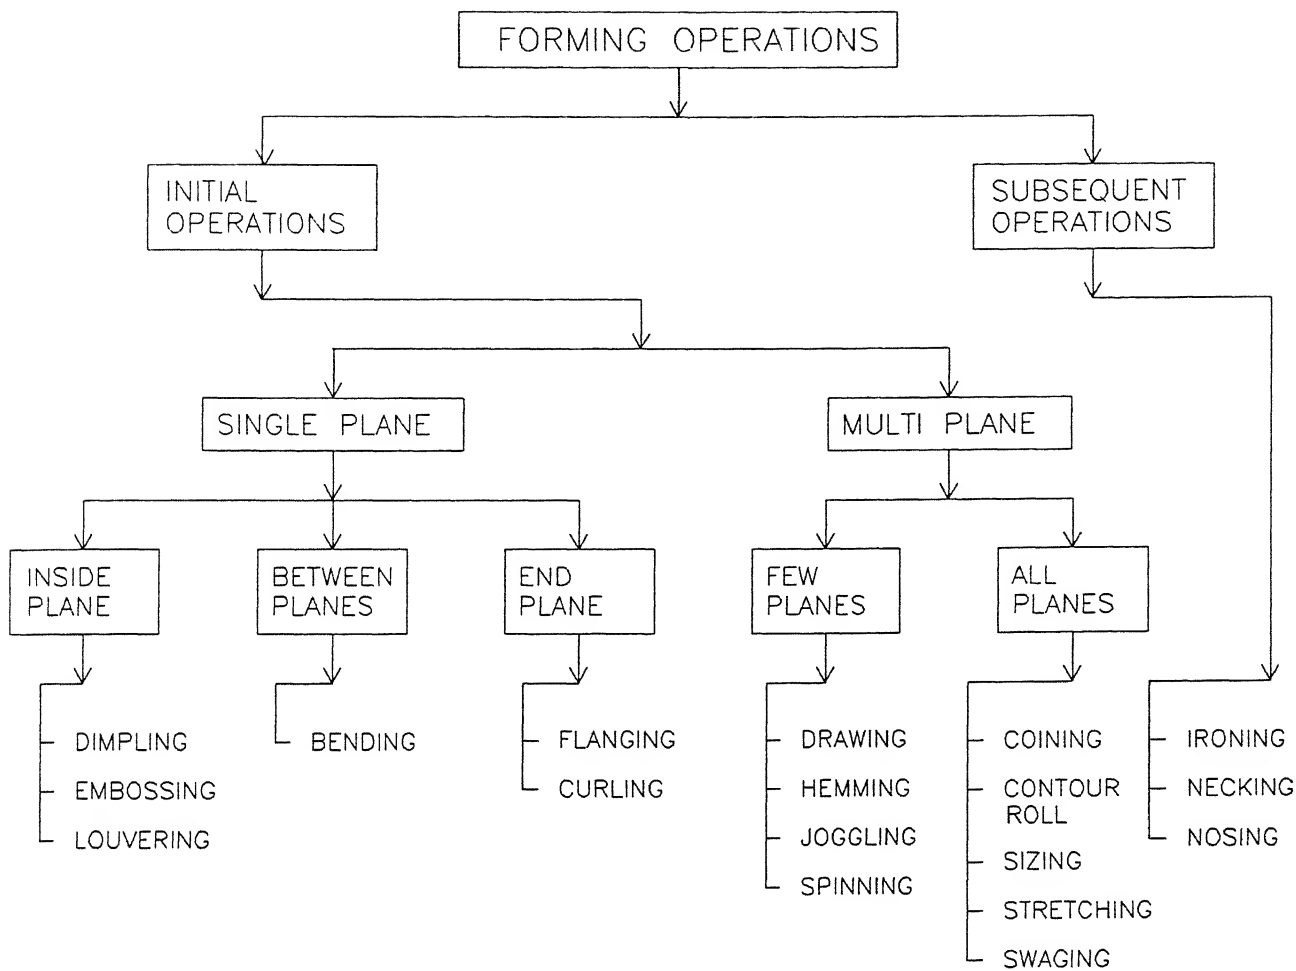 FORMING OPERATIONS
INITIAL
OPERATIONS
SUBSEQUENT
OPERATIONS
SINGLE PLANE
MULTI PLANE
INSIDE
PLANE
BETWEEN
PLANES
END
PLANE
FEW
PLANES
ALL
PLANES
DIMPLING
EMBOSSING
LOUVERING
BENDING
FLANGING
CURLING
DRAWING
HEMMING
JOGGLING
SPINNING
COINING
CONTOUR
ROLL
SIZING
STRETCHING
SWAGING
IRONING
NECKING
NOSING